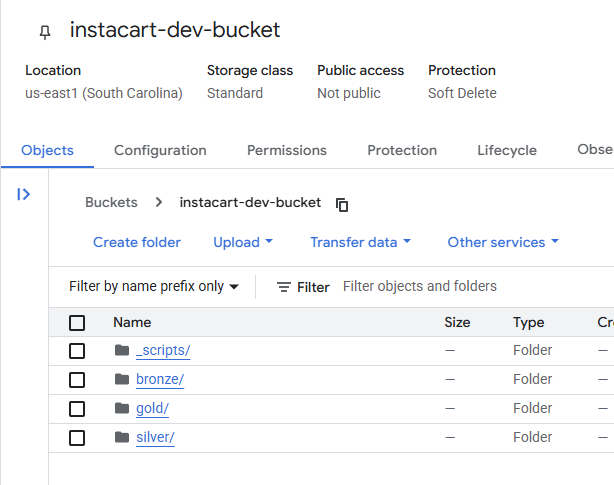 instacart-dev-bucket
Location Storage class Public access Protection
us-east1 (South Carolina) Standard Not public Soft Delete
Objects Configuration Permissions Protection Lifecycle Obse
Buckets > instacart-dev-bucket
Create folder Upload Transfer data Other services
Filter by name prefix only Filter Filter objects and folders
Name Size Type Cr
_scripts/ — Folder —
bronze/ — Folder —
gold/ — Folder —
silver/ — Folder —